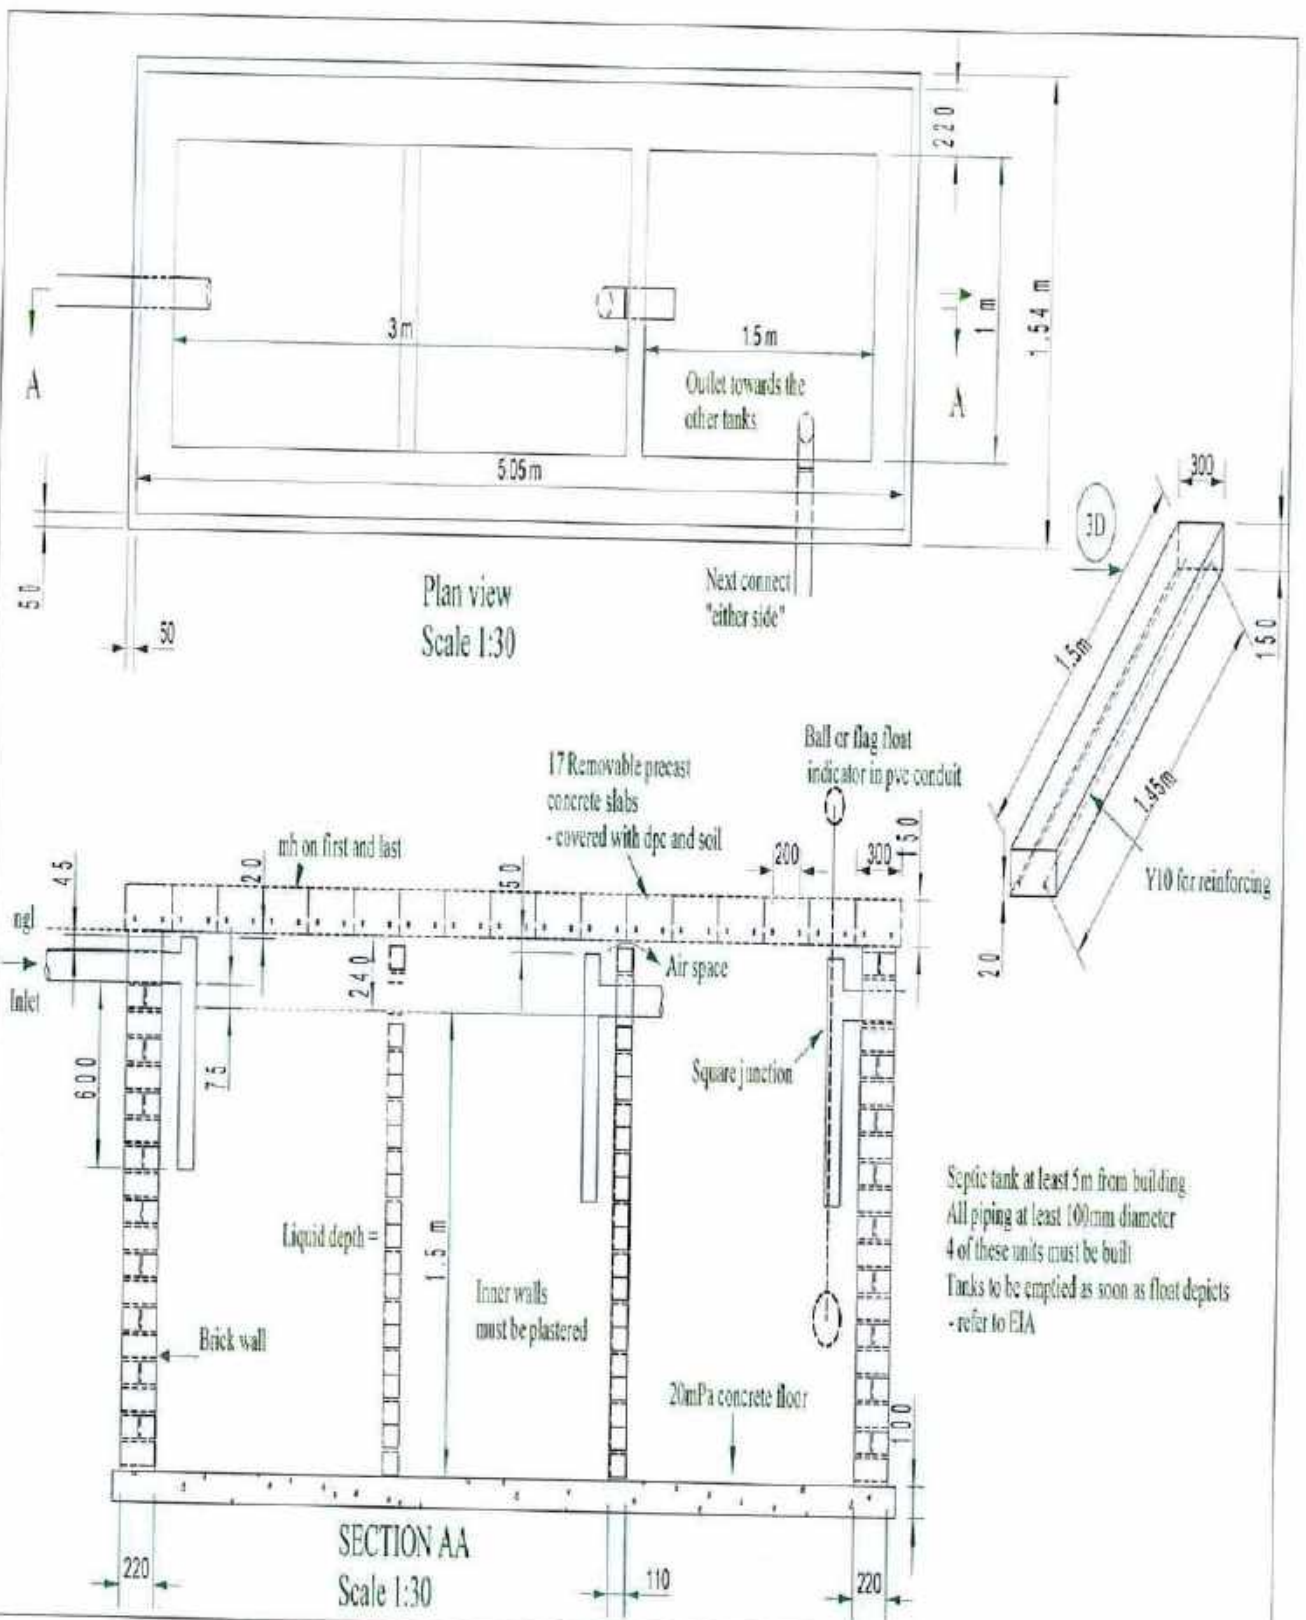 220
1 m
1.54 m
3 m
1.5 m
A
A
Outlet towards the
other tanks
5.05 m
50
50
Plan view
Scale 1:30
Next connect
"either side"
300
3D
150
1.5m
1.45m
Y10 for reinforcing
20
Ball or flag float
indicator in pvc conduit
17 Removable precast
concrete slabs
- covered with dpc and soil
mh on first and last
45
20
50
200
300
150
ngl
Inlet
240
Air space
600
75
Square junction
Liquid depth =
1.5 m
Inner walls
must be plastered
Brick wall
20mPa concrete floor
100
Septic tank at least 5m from building
All piping at least 100mm diameter
4 of these units must be built
Tanks to be emptied as soon as float depicts
- refer to EIA
SECTION AA
Scale 1:30
220
110
220